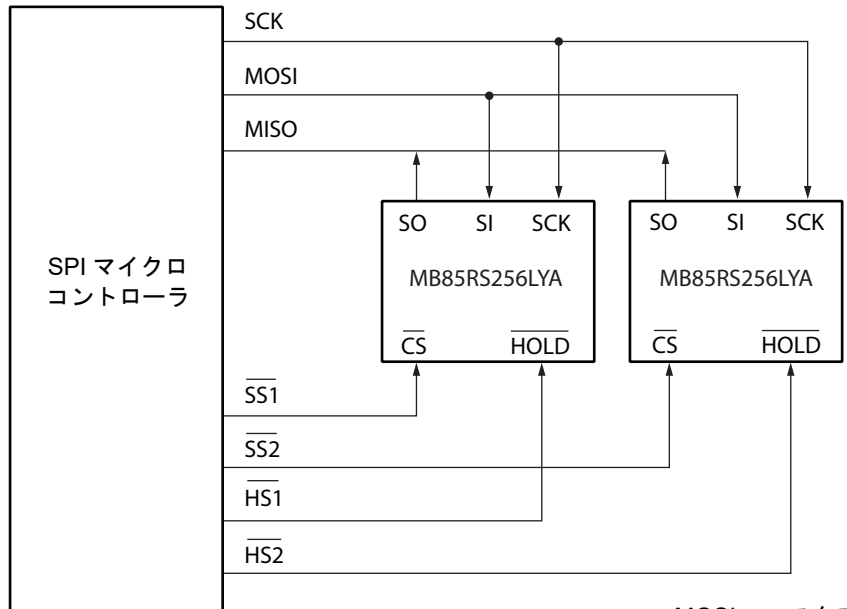 SCK
MOSI
MISO
SO SI SCK
MB85RS256LYA
CS HOLD
SO SI SCK
MB85RS256LYA
CS HOLD
SPI マイクロ
コントローラ
SS1
SS2
HS1
HS2